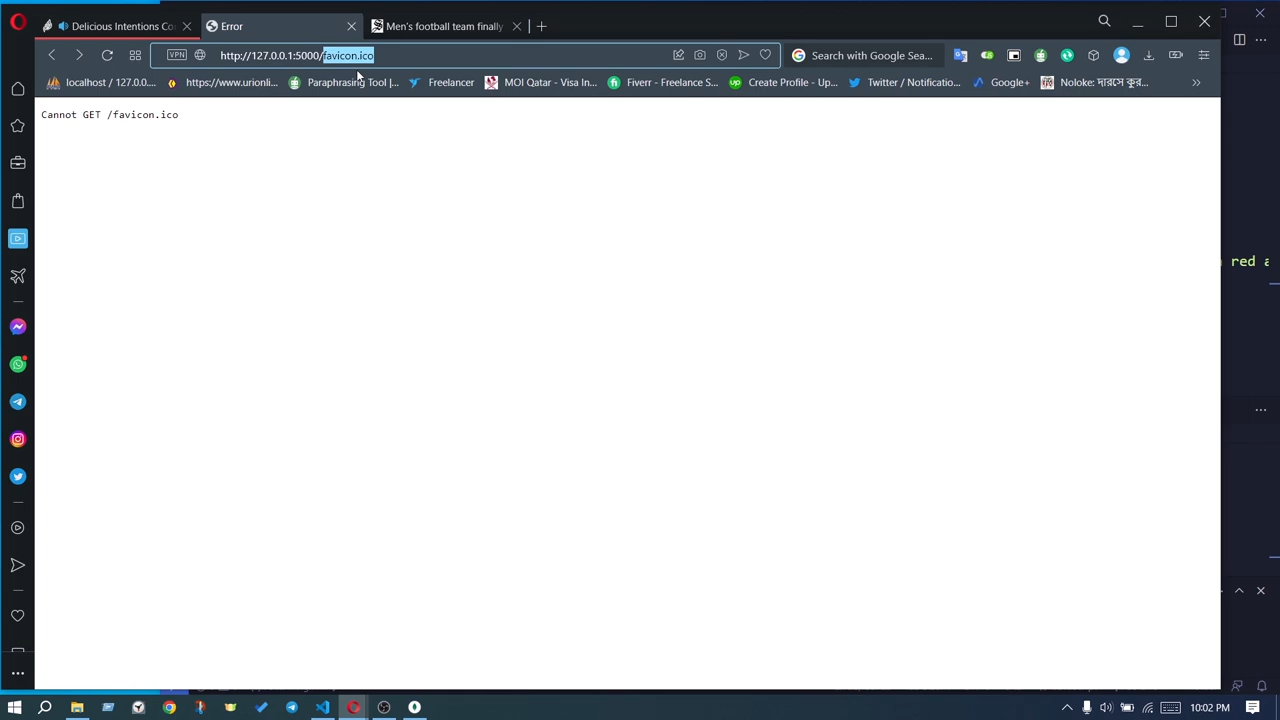 Delicious Intentions Co
Error
Men's football team finally
VPN
http://127.0.0.1:5000/favicon.ico
Search with Google Sea...
localhost / 127.0.0....
https://www.urionli...
Paraphrasing Tool |...
Freelancer
MOI Qatar - Visa In...
Fiverr - Freelance S...
Create Profile - Up...
Twitter / Notificatio...
Google+
Noloke: দারসে কুর...
Cannot GET /favicon.ico
red a
10:02 PM